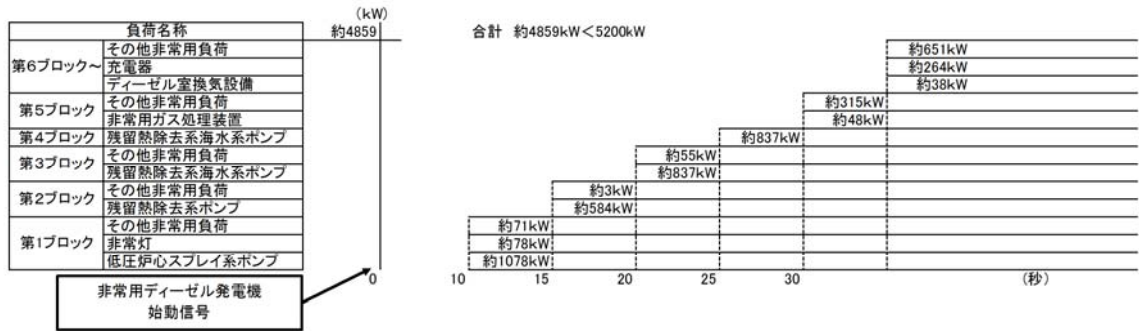 (kW)
負荷名称 約4859 合計 約4859kW<5200kW
第6ブロック～ その他非常用負荷 約651kW
充電器 約264kW
ディーゼル室換気設備 約38kW
第5ブロック その他非常用負荷 約315kW
非常用ガス処理装置 約48kW
第4ブロック 残留熱除去系海水系ポンプ 約837kW
第3ブロック その他非常用負荷 約55kW
残留熱除去系海水系ポンプ 約837kW
第2ブロック その他非常用負荷 約3kW
残留熱除去系ポンプ 約584kW
第1ブロック その他非常用負荷 約71kW
非常灯 約78kW
低圧炉心スプレイ系ポンプ 約1078kW
0 10 15 20 25 30 (秒)
非常用ディーゼル発電機
始動信号